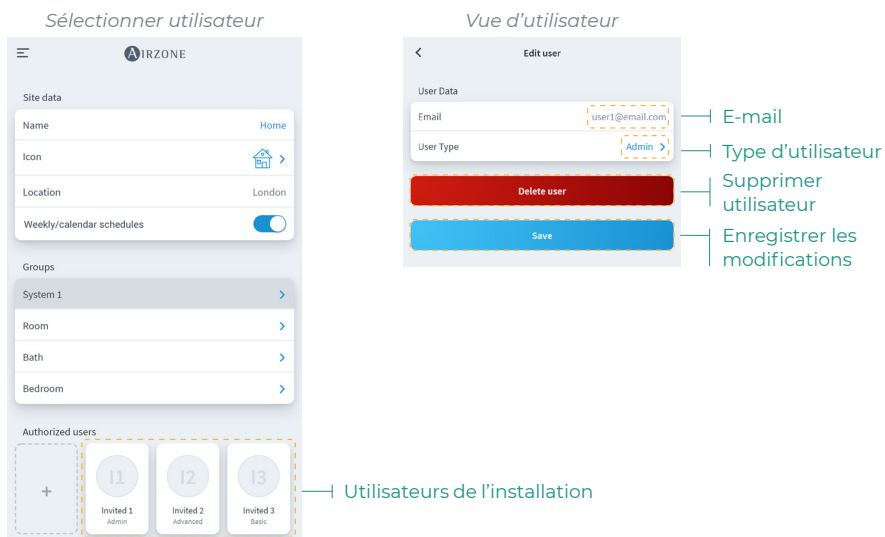 Sélectionner utilisateur
AIRZONE
Site data
Name Home
Icon
Location London
Weekly/calendar schedules
Groups
System 1
Room
Bath
Bedroom
Authorized users
+
I1
Invited 1
Admin
I2
Invited 2
Advanced
I3
Invited 3
Basic
Utilisateurs de l'installation
Vue d'utilisateur
Edit user
User Data
Email user1@email.com
User Type Admin
Delete user
Save
E-mail
Type d'utilisateur
Supprimer
utilisateur
Enregistrer les
modifications